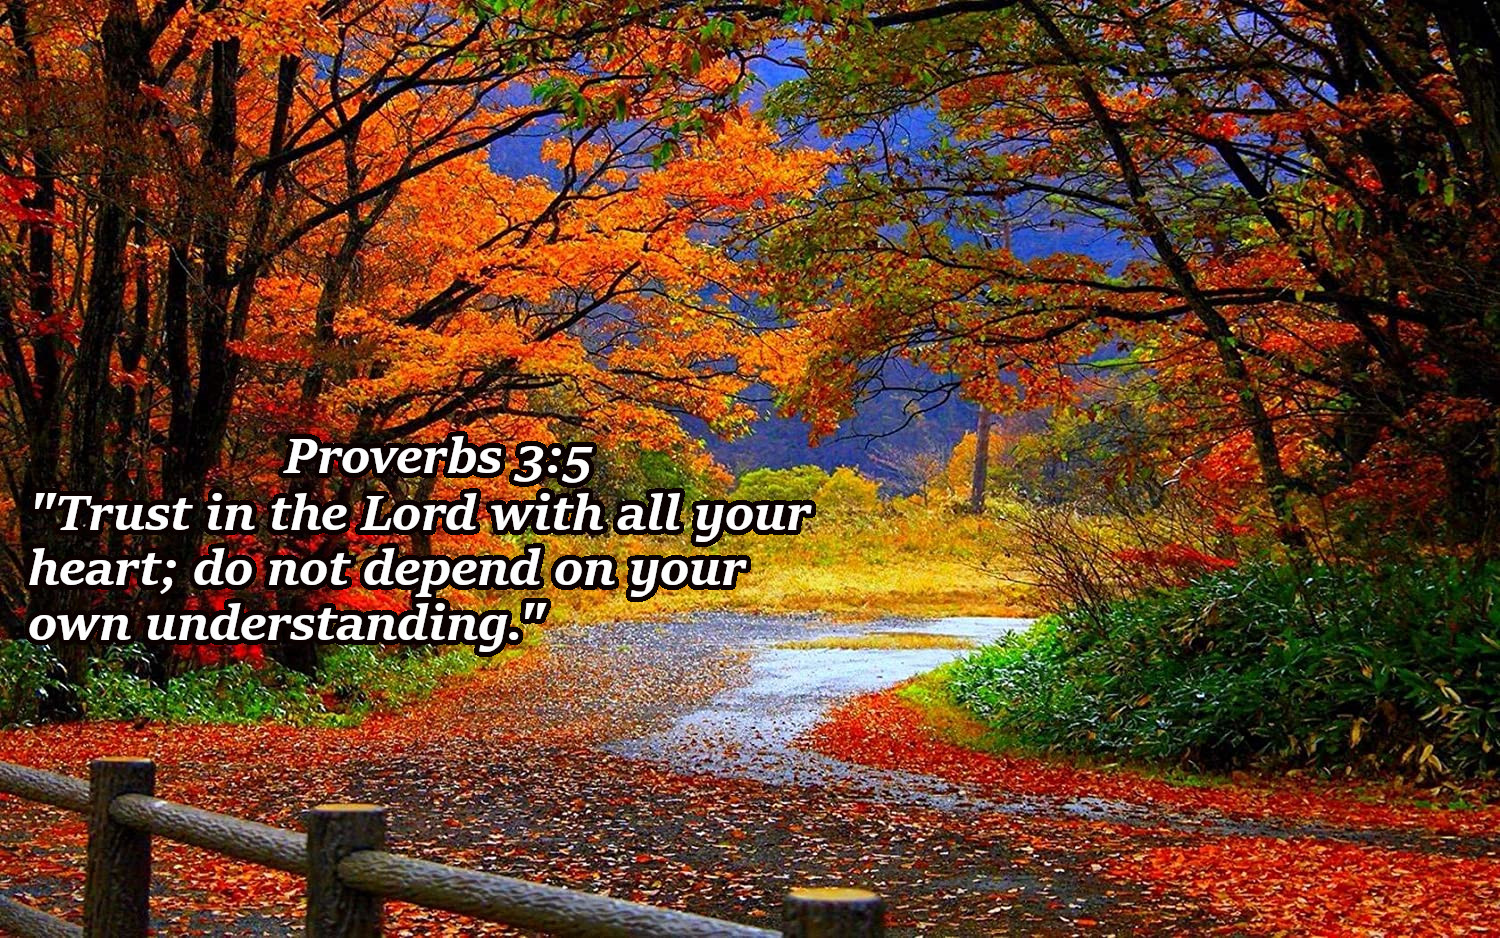 Proverbs 3:5
"Trust in the Lord with all your
heart; do not depend on your
own understanding."